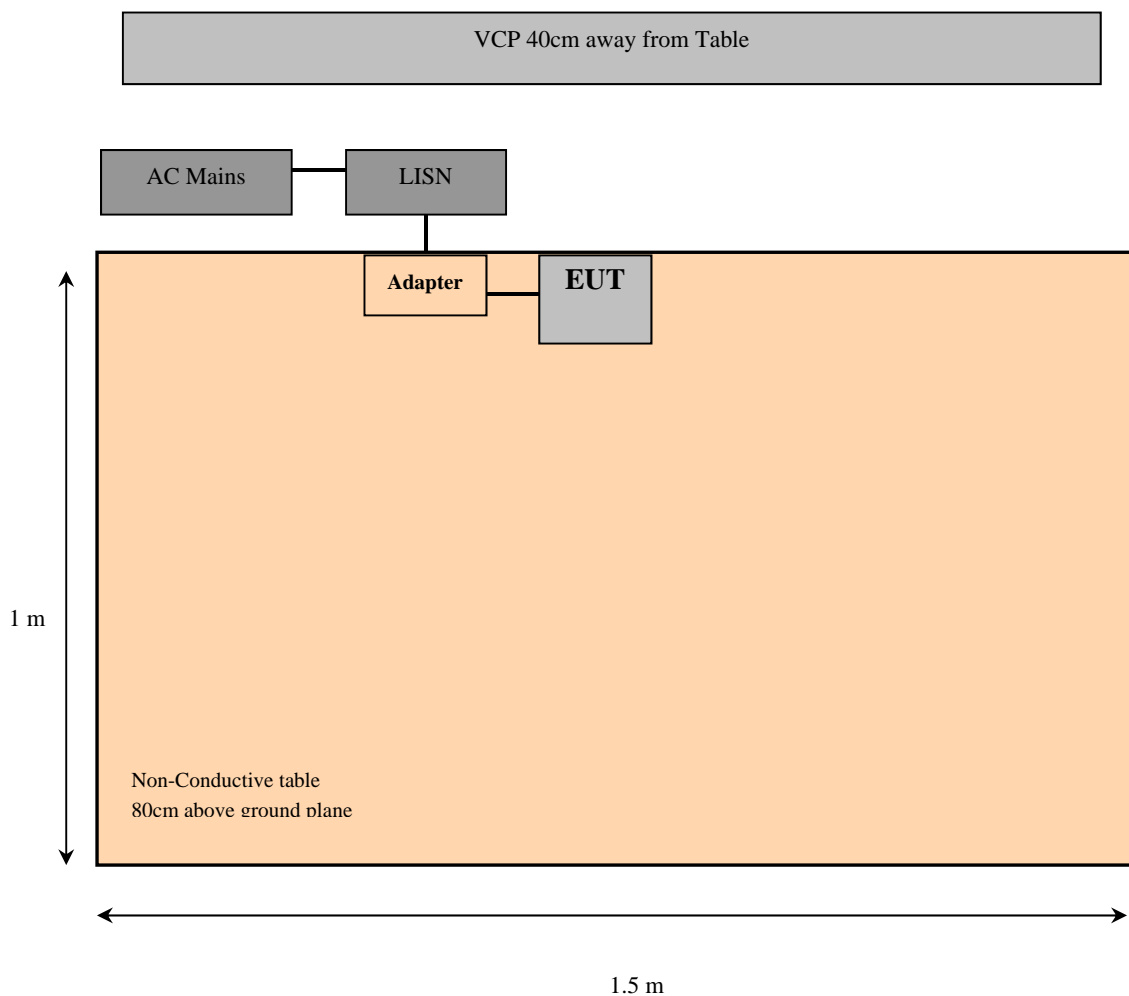 VCP 40cm away from Table
AC Mains
LISN
Adapter
EUT
1 m
Non-Conductive table
80cm above ground plane
1.5 m